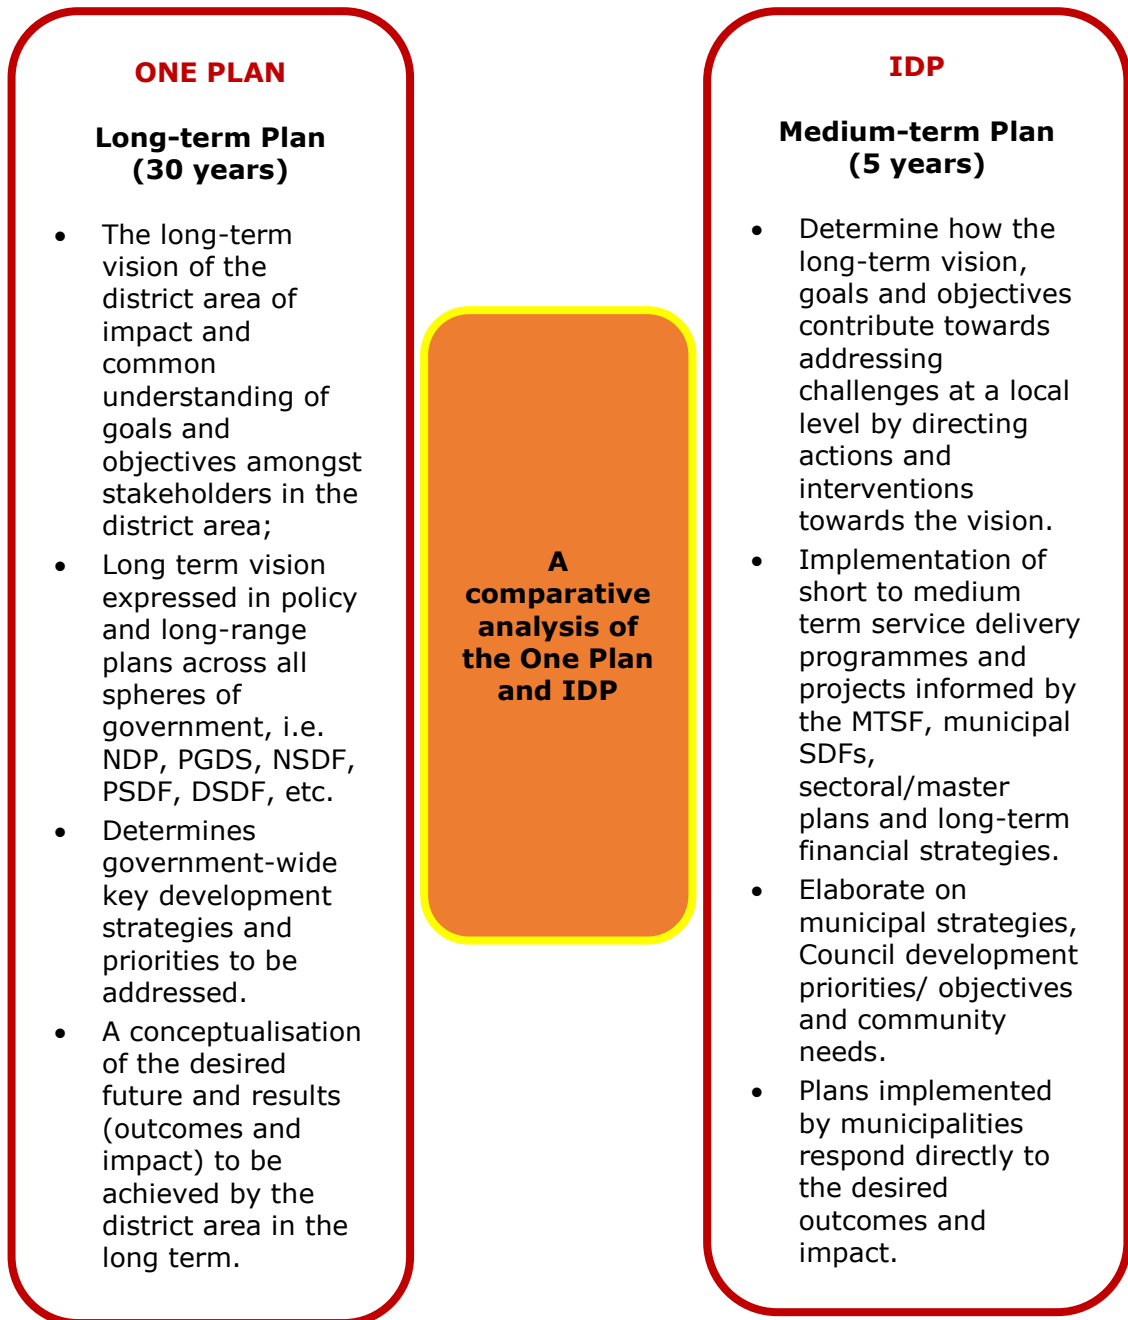 ONE PLAN
Long-term Plan
(30 years)
• The long-term
vision of the
district area of
impact and
common
understanding of
goals and
objectives amongst
stakeholders in the
district area;
• Long term vision
expressed in policy
and long-range
plans across all
spheres of
government, i.e.
NDP, PGDS, NSDF,
PSDF, DSDF, etc.
• Determines
government-wide
key development
strategies and
priorities to be
addressed.
• A conceptualisation
of the desired
future and results
(outcomes and
impact) to be
achieved by the
district area in the
long term.
A
comparative
analysis of
the One Plan
and IDP
IDP
Medium-term Plan
(5 years)
• Determine how the
long-term vision,
goals and objectives
contribute towards
addressing
challenges at a local
level by directing
actions and
interventions
towards the vision.
• Implementation of
short to medium
term service delivery
programmes and
projects informed by
the MTSF, municipal
SDFs,
sectoral/master
plans and long-term
financial strategies.
• Elaborate on
municipal strategies,
Council development
priorities/ objectives
and community
needs.
• Plans implemented
by municipalities
respond directly to
the desired
outcomes and
impact.